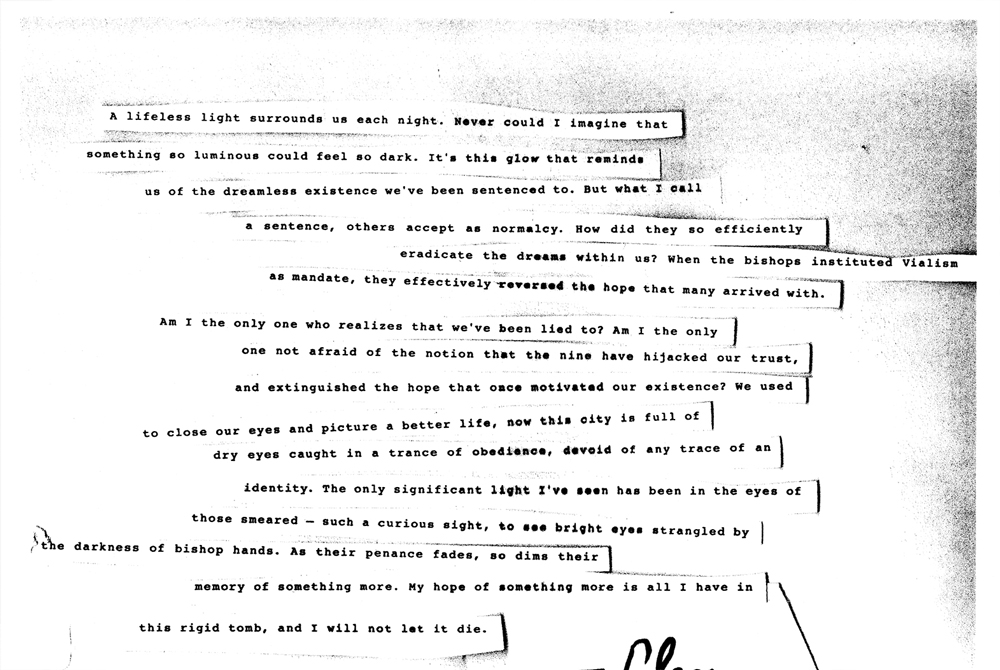 A lifeless light surrounds us each night. Never could I imagine that
something so luminous could feel so dark. It's this glow that reminds
us of the dreamless existence we've been sentenced to. But what I call
a sentence, others accept as normalcy. How did they so efficiently
eradicate the dreams within us? When the bishops instituted Vialism
as mandate, they effectively reversed the hope that many arrived with.
Am I the only one who realizes that we've been lied to? Am I the only
one not afraid of the notion that the nine have hijacked our trust,
and extinguished the hope that once motivated our existence? We used
to close our eyes and picture a better life, now this city is full of
dry eyes caught in a trance of obedience, devoid of any trace of an
identity. The only significant light I've seen has been in the eyes of
those smeared — such a curious sight, to see bright eyes strangled by
the darkness of bishop hands. As their penance fades, so dims their
memory of something more. My hope of something more is all I have in
this rigid tomb, and I will not let it die.